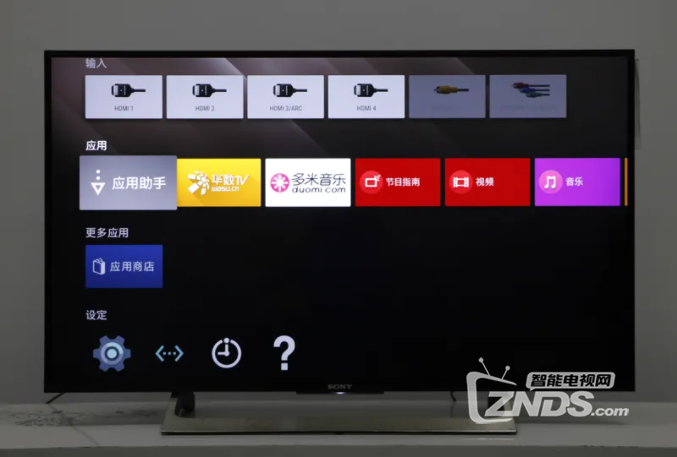 输入
HDMI 1
HDMI 2
HDMI 3/ARC
HDMI 4
应用
应用助手
华数TV
wasu.cn
多米音乐
duomi.com
节目指南
视频
音乐
更多应用
应用商店
设定
?
SONY
智能电视网
ZNDS.com